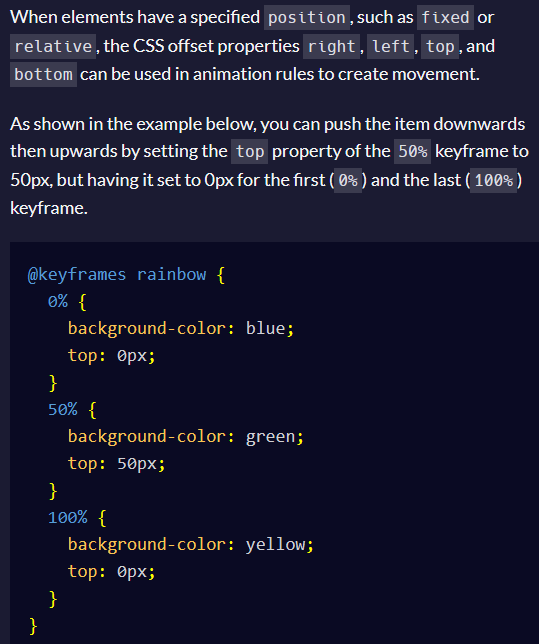 When elements have a specified position, such as fixed or
relative, the CSS offset properties right, left, top, and
bottom can be used in animation rules to create movement.
As shown in the example below, you can push the item downwards
then upwards by setting the top property of the 50% keyframe to
50px, but having it set to 0px for the first (0%) and the last (100%)
keyframe.
@keyframes rainbow {
  0% {
    background-color: blue;
    top: 0px;
  }
  50% {
    background-color: green;
    top: 50px;
  }
  100% {
    background-color: yellow;
    top: 0px;
  }
}